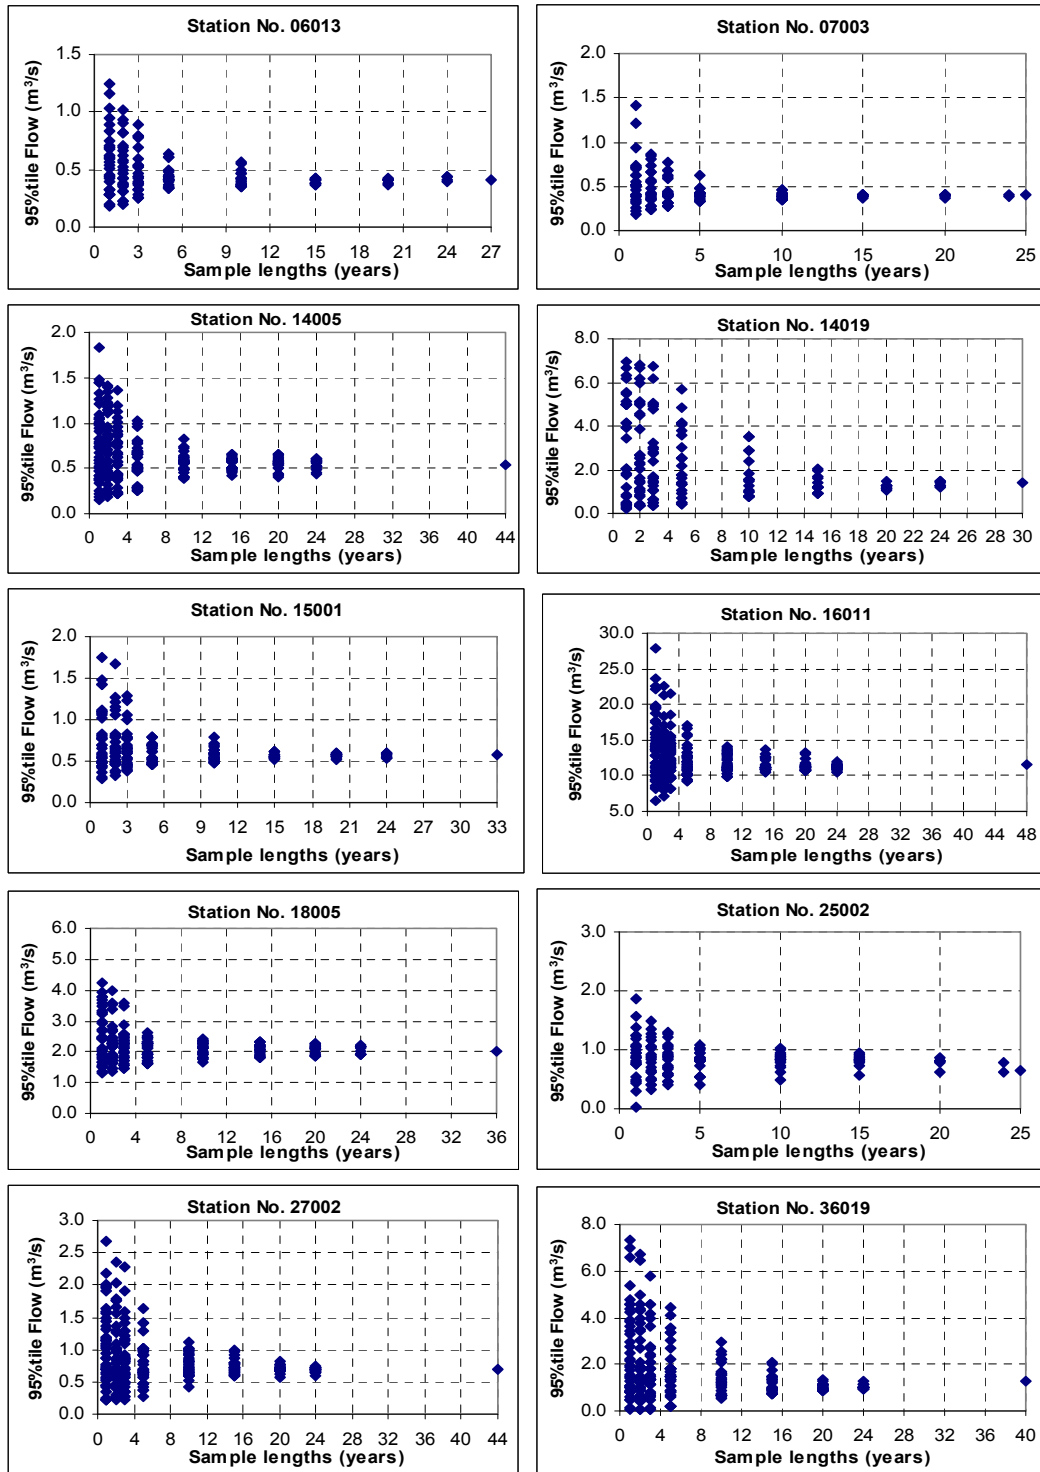 Station No. 06013
95%tile Flow (m³/s)
1.5
1.0
0.5
0.0
0 3 6 9 12 15 18 21 24 27
Sample lengths (years)
Station No. 07003
95%tile Flow (m³/s)
2.0
1.5
1.0
0.5
0.0
0 5 10 15 20 25
Sample lengths (years)
Station No. 14005
95%tile Flow (m³/s)
2.0
1.5
1.0
0.5
0.0
0 4 8 12 16 20 24 28 32 36 40 44
Sample lengths (years)
Station No. 14019
95%tile Flow (m³/s)
8.0
6.0
4.0
2.0
0.0
0 2 4 6 8 10 12 14 16 18 20 22 24 26 28 30
Sample lengths (years)
Station No. 15001
95%tile Flow (m³/s)
2.0
1.5
1.0
0.5
0.0
0 3 6 9 12 15 18 21 24 27 30 33
Sample lengths (years)
Station No. 16011
95%tile Flow (m³/s)
30.0
25.0
20.0
15.0
10.0
5.0
0 4 8 12 16 20 24 28 32 36 40 44 48
Sample lengths (years)
Station No. 18005
95%tile Flow (m³/s)
6.0
5.0
4.0
3.0
2.0
1.0
0.0
0 4 8 12 16 20 24 28 32 36
Sample lengths (years)
Station No. 25002
95%tile Flow (m³/s)
3.0
2.0
1.0
0.0
0 5 10 15 20 25
Sample lengths (years)
Station No. 27002
95%tile Flow (m³/s)
3.0
2.5
2.0
1.5
1.0
0.5
0.0
0 4 8 12 16 20 24 28 32 36 40 44
Sample lengths (years)
Station No. 36019
95%tile Flow (m³/s)
8.0
6.0
4.0
2.0
0.0
0 4 8 12 16 20 24 28 32 36 40
Sample lengths (years)